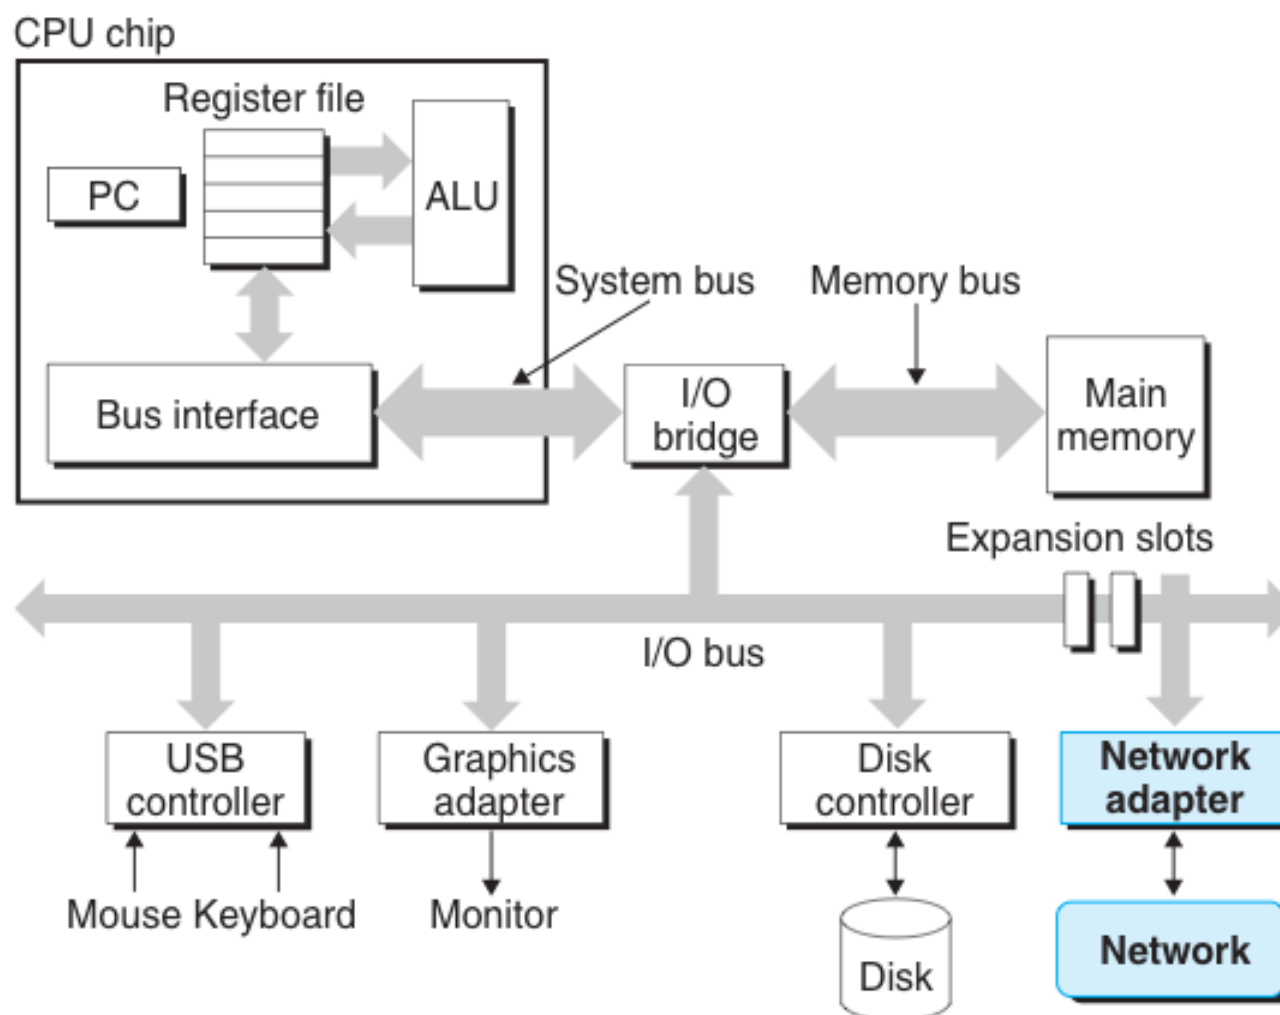 CPU chip
Register file
PC
ALU
System bus
Memory bus
Bus interface
I/O
bridge
Main
memory
Expansion slots
I/O bus
USB
controller
Graphics
adapter
Disk
controller
Network
adapter
Mouse Keyboard
Monitor
Disk
Network